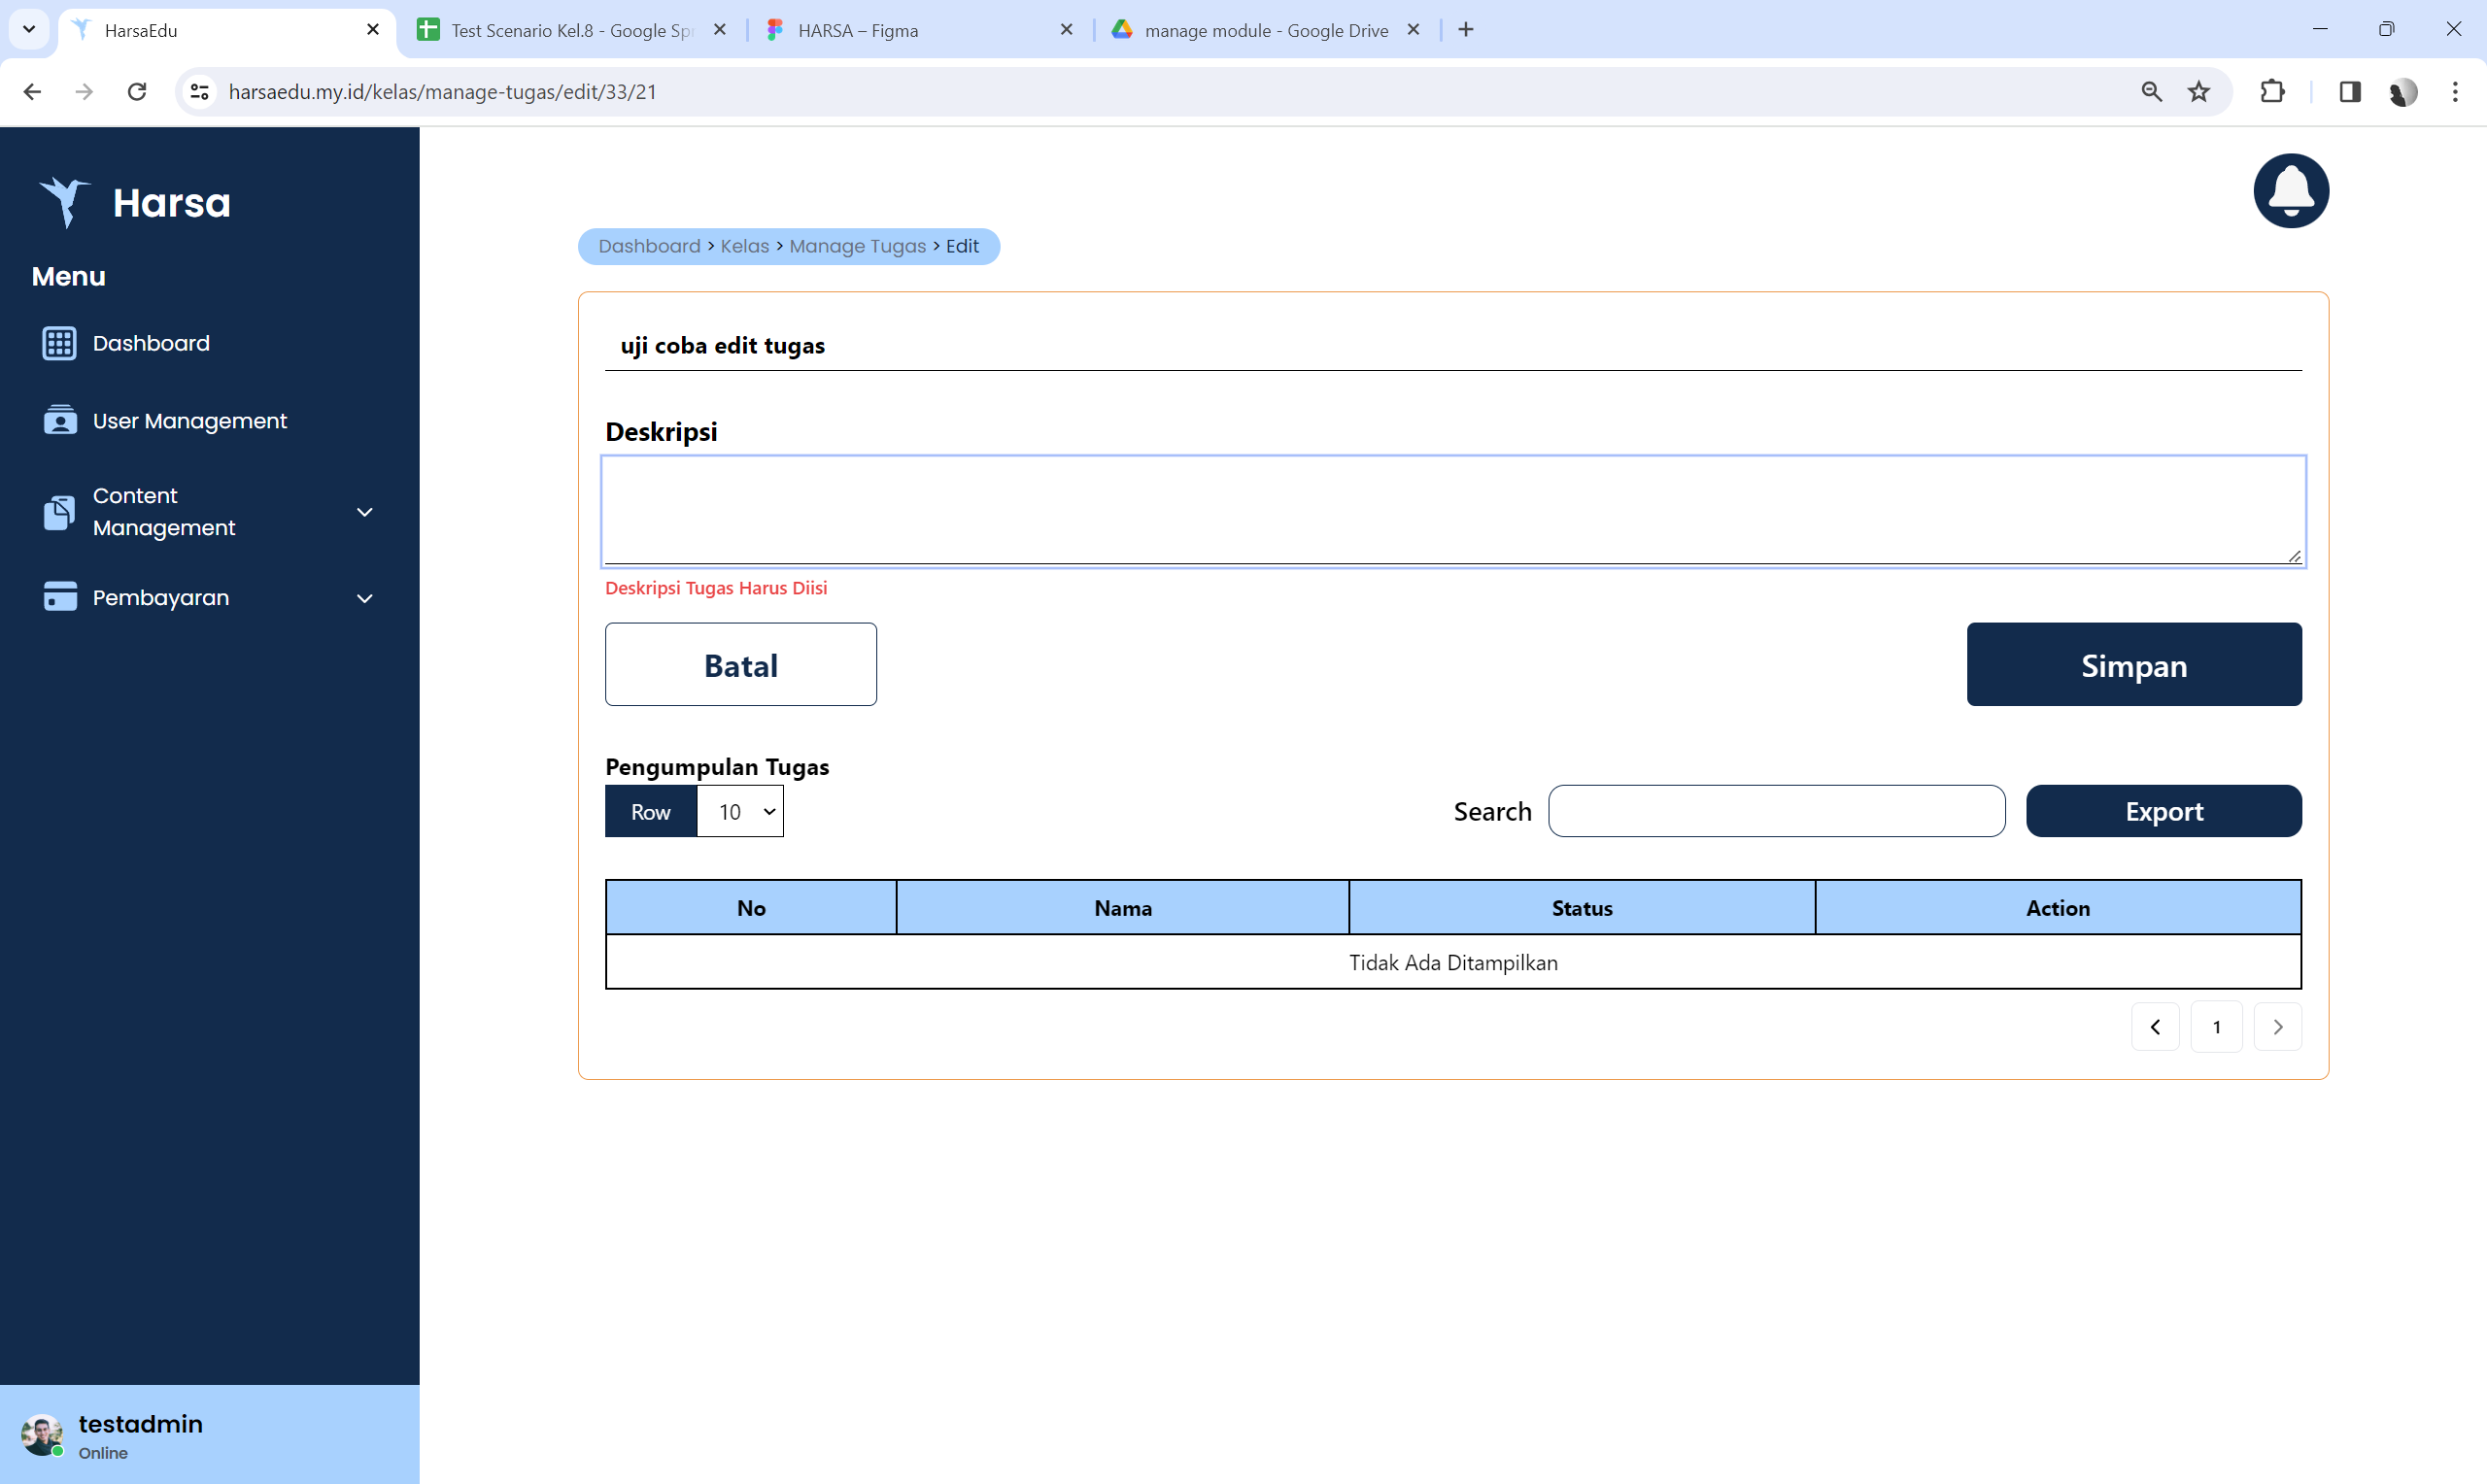 HarsaEdu
Test Scenario Kel.8 - Google Spr
HARSA – Figma
manage module - Google Drive
harsaedu.my.id/kelas/manage-tugas/edit/33/21
Harsa
Menu
Dashboard
User Management
Content
Management
Pembayaran
testadmin
Online
Dashboard > Kelas > Manage Tugas > Edit
uji coba edit tugas
Deskripsi
Deskripsi Tugas Harus Diisi
Batal
Simpan
Pengumpulan Tugas
Row 10
Search
Export
No Nama Status Action
Tidak Ada Ditampilkan
1